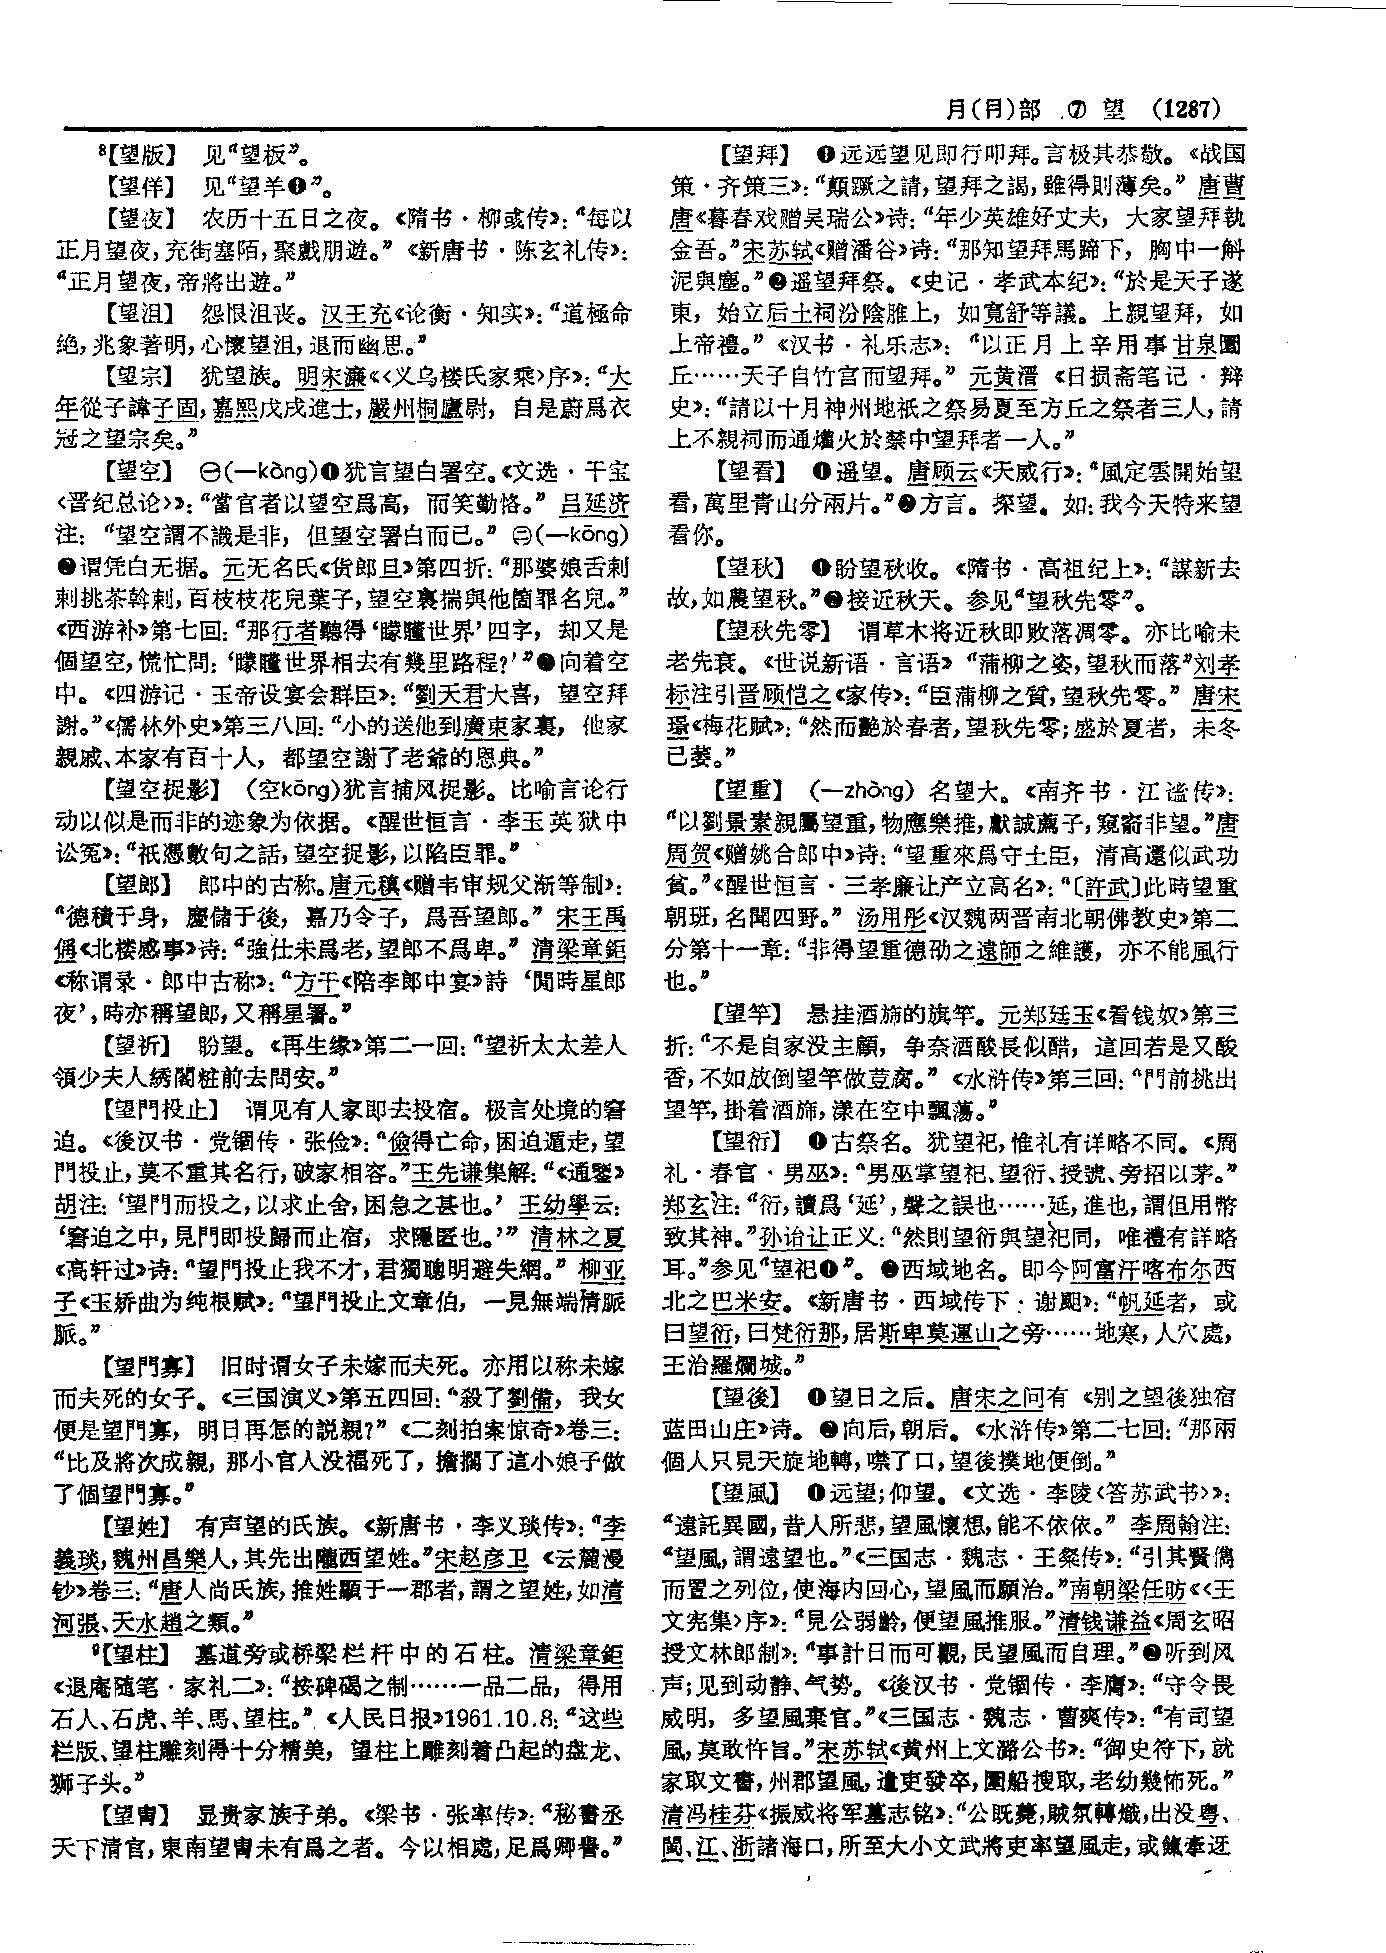 月(⺝)部 ⑦ 望 (1287)
⁸【望版】 见“望板”。
【望佯】 见“望羊❶”。
【望夜】 农历十五日之夜。《隋书·柳彧传》：“每以
正月望夜，充街塞陌，聚戲朋遊。”《新唐书·陈玄礼传》：
“正月望夜，帝將出遊。”
【望沮】 怨恨沮丧。汉王充《论衡·知实》：“道極命
绝，兆象著明，心懷望沮，退而幽思。”
【望宗】 犹望族。明宋濂《〈义乌楼氏家乘〉序》：“大
年從子諱子固，嘉熙戊戌進士，嚴州桐廬尉，自是蔚爲衣
冠之望宗矣。”
【望空】 ㊀(一kòng)❶犹言望白署空。《文选·干宝
〈晋纪总论〉》：“當官者以望空爲高，而笑勤恪。”吕延济
注：“望空謂不識是非，但望空署白而已。”㊁(一kōng)
❷谓凭白无据。元无名氏《货郎旦》第四折：“那婆娘舌刺
刺挑茶斡刺，百枝枝花兒葉子，望空裏揣與他箇罪名兒。”
《西游补》第七回：“那行者聽得‘矇瞳世界’四字，却又是
個望空，慌忙問：‘矇瞳世界相去有幾里路程？’”❸向着空
中。《四游记·玉帝设宴会群臣》：“劉天君大喜，望空拜
謝。”《儒林外史》第三八回：“小的送他到廣東家裏，他家
親戚、本家有百十人，都望空謝了老爺的恩典。”
【望空捉影】 （空kōng)犹言捕风捉影。比喻言论行
动以似是而非的迹象为依据。《醒世恒言·李玉英狱中
讼冤》：“祇憑數句之話，望空捉影，以陷臣罪。”
【望郎】 郎中的古称。唐元稹《赠韦审规父渐等制》：
“德積于身，慶儲于後，嘉乃令子，爲吾望郎。”宋王禹
偁《北楼感事》诗：“強仕未爲老，望郎不爲卑。”清梁章鉅
《称谓录·郎中古称》：“方干《陪李郎中宴》詩‘閒時星郎
夜’，時亦稱望郎，又稱星署。”
【望祈】 盼望。《再生缘》第二一回：“望祈太太差人
領少夫人綉閣粧前去問安。”
【望門投止】 谓见有人家即去投宿。极言处境的窘
迫。《後汉书·党锢传·张俭》：“儉得亡命，困迫遁走，望
門投止，莫不重其名行，破家相容。”王先谦集解：“《通鑒》
胡注：‘望門而投之，以求止舍，困急之甚也。’王幼學云：
‘窘迫之中，見門即投歸而止宿，求隱匿也。’”清林之夏
《高轩过》诗：“望門投止我不才，君獨聰明避失網。”柳亚
子《玉娇曲为纯根赋》：“望門投止文章伯，一見無端情脈
脈。”
【望門寡】 旧时谓女子未嫁而夫死。亦用以称未嫁
而夫死的女子。《三国演义》第五四回：“殺了劉備，我女
便是望門寡，明日再怎的説親？”《二刻拍案惊奇》卷三：
“比及將次成親，那小官人没福死了，擔擱了這小娘子做
了個望門寡。”
【望姓】 有声望的氏族。《新唐书·李义琰传》：“李
義琰，魏州昌樂人，其先出隴西望姓。”宋赵彦卫《云麓漫
钞》卷三：“唐人尚氏族，推姓顯于一郡者，謂之望姓，如清
河張、天水趙之類。”
⁹【望柱】 墓道旁或桥梁栏杆中的石柱。清梁章鉅
《退庵随笔·家礼二》：“按碑碣之制……一品二品，得用
石人、石虎、羊、馬、望柱。”《人民日报》1961.10.8：“这些
栏版、望柱雕刻得十分精美，望柱上雕刻着凸起的盘龙、
狮子头。”
【望胄】 显贵家族子弟。《梁书·张率传》：“秘書丞
天下清官，東南望胄未有爲之者。今以相處，足爲卿譽。”
【望拜】 ❶远远望见即行叩拜。言极其恭敬。《战国
策·齐策三》：“顛蹶之請，望拜之謁，雖得則薄矣。”唐曹
唐《暮春戏赠吴瑞公》诗：“年少英雄好丈夫，大家望拜執
金吾。”宋苏轼《赠潘谷》诗：“那知望拜馬蹄下，胸中一斛
泥與塵。”❷遥望拜祭。《史记·孝武本纪》：“於是天子遂
東，始立后土祠汾陰脽上，如寬舒等議。上親望拜，如
上帝禮。”《汉书·礼乐志》：“以正月上辛用事甘泉圜
丘……天子自竹宫而望拜。”元黄溍《日损斋笔记·辩
史》：“請以十月神州地祇之祭易夏至方丘之祭者三人，請
上不親祠而通爟火於禁中望拜者一人。”
【望看】 ❶遥望。唐顾云《天威行》：“風定雲開始望
看，萬里青山分兩片。”❷方言。探望。如：我今天特来望
看你。
【望秋】 ❶盼望秋收。《隋书·高祖纪上》：“謀新去
故，如農望秋。”❷接近秋天。参见“望秋先零”。
【望秋先零】 谓草木将近秋即败落凋零。亦比喻未
老先衰。《世说新语·言语》“蒲柳之姿，望秋而落”刘孝
标注引晋顾恺之《家传》：“臣蒲柳之質，望秋先零。”唐宋
璟《梅花赋》：“然而艷於春者，望秋先零；盛於夏者，未冬
已萎。”
【望重】 (一zhòng) 名望大。《南齐书·江谧传》：
“以劉景素親屬望重，物應樂推，獻誠薦子，窺窬非望。”唐
周贺《赠姚合郎中》诗：“望重來爲守土臣，清高還似武功
貧。”《醒世恒言·三孝廉让产立高名》：“〔許武〕此時望重
朝班，名聞四野。”汤用彤《汉魏两晋南北朝佛教史》第二
分第十一章：“非得望重德劭之遠師之維護，亦不能風行
也。”
【望竿】 悬挂酒旆的旗竿。元郑廷玉《看钱奴》第三
折：“不是自家没主顧，争奈酒酸長似醋，這回若是又酸
香，不如放倒望竿做荳腐。”《水浒传》第三回：“門前挑出
望竿，掛着酒旆，漾在空中飄蕩。”
【望衍】 ❶古祭名。犹望祀，惟礼有详略不同。《周
礼·春官·男巫》：“男巫掌望祀、望衍、授號、旁招以茅。”
郑玄注：“衍，讀爲‘延’，聲之誤也……延，進也，謂但用幣
致其神。”孙诒让正义：“然則望衍與望祀同，唯禮有詳略
耳。”参见“望祀❶”。❷西域地名。即今阿富汗喀布尔西
北之巴米安。《新唐书·西域传下·谢䫻》：“帆延者，或
曰望衍，曰梵衍那，居斯卑莫運山之旁……地寒，人穴處，
王治羅爛城。”
【望後】 ❶望日之后。唐宋之问有《别之望後独宿
蓝田山庄》诗。❷向后，朝后。《水浒传》第二七回：“那兩
個人只見天旋地轉，噤了口，望後撲地便倒。”
【望風】 ❶远望；仰望。《文选·李陵〈答苏武书〉》：
“遠託異國，昔人所悲，望風懷想，能不依依。”李周翰注：
“望風，謂遠望也。”《三国志·魏志·王粲传》：“引其賢儁
而置之列位，使海内回心，望風而願治。”南朝梁任昉《〈王
文宪集〉序》：“見公弱齡，便望風推服。”清钱谦益《周玄昭
授文林郎制》：“事計日而可觀，民望風而自理。”❷听到风
声；见到动静、气势。《後汉书·党锢传·李膺》：“守令畏
威明，多望風棄官。”《三国志·魏志·曹爽传》：“有司望
風，莫敢忤旨。”宋苏轼《黄州上文潞公书》：“御史符下，就
家取文書，州郡望風，遣吏發卒，圍船搜取，老幼幾怖死。”
清冯桂芬《振威将军墓志铭》：“公既薨，賊氛轉熾，出没粤、
閩、江、浙諸海口，所至大小文武將吏率望風走，或餼牽迓